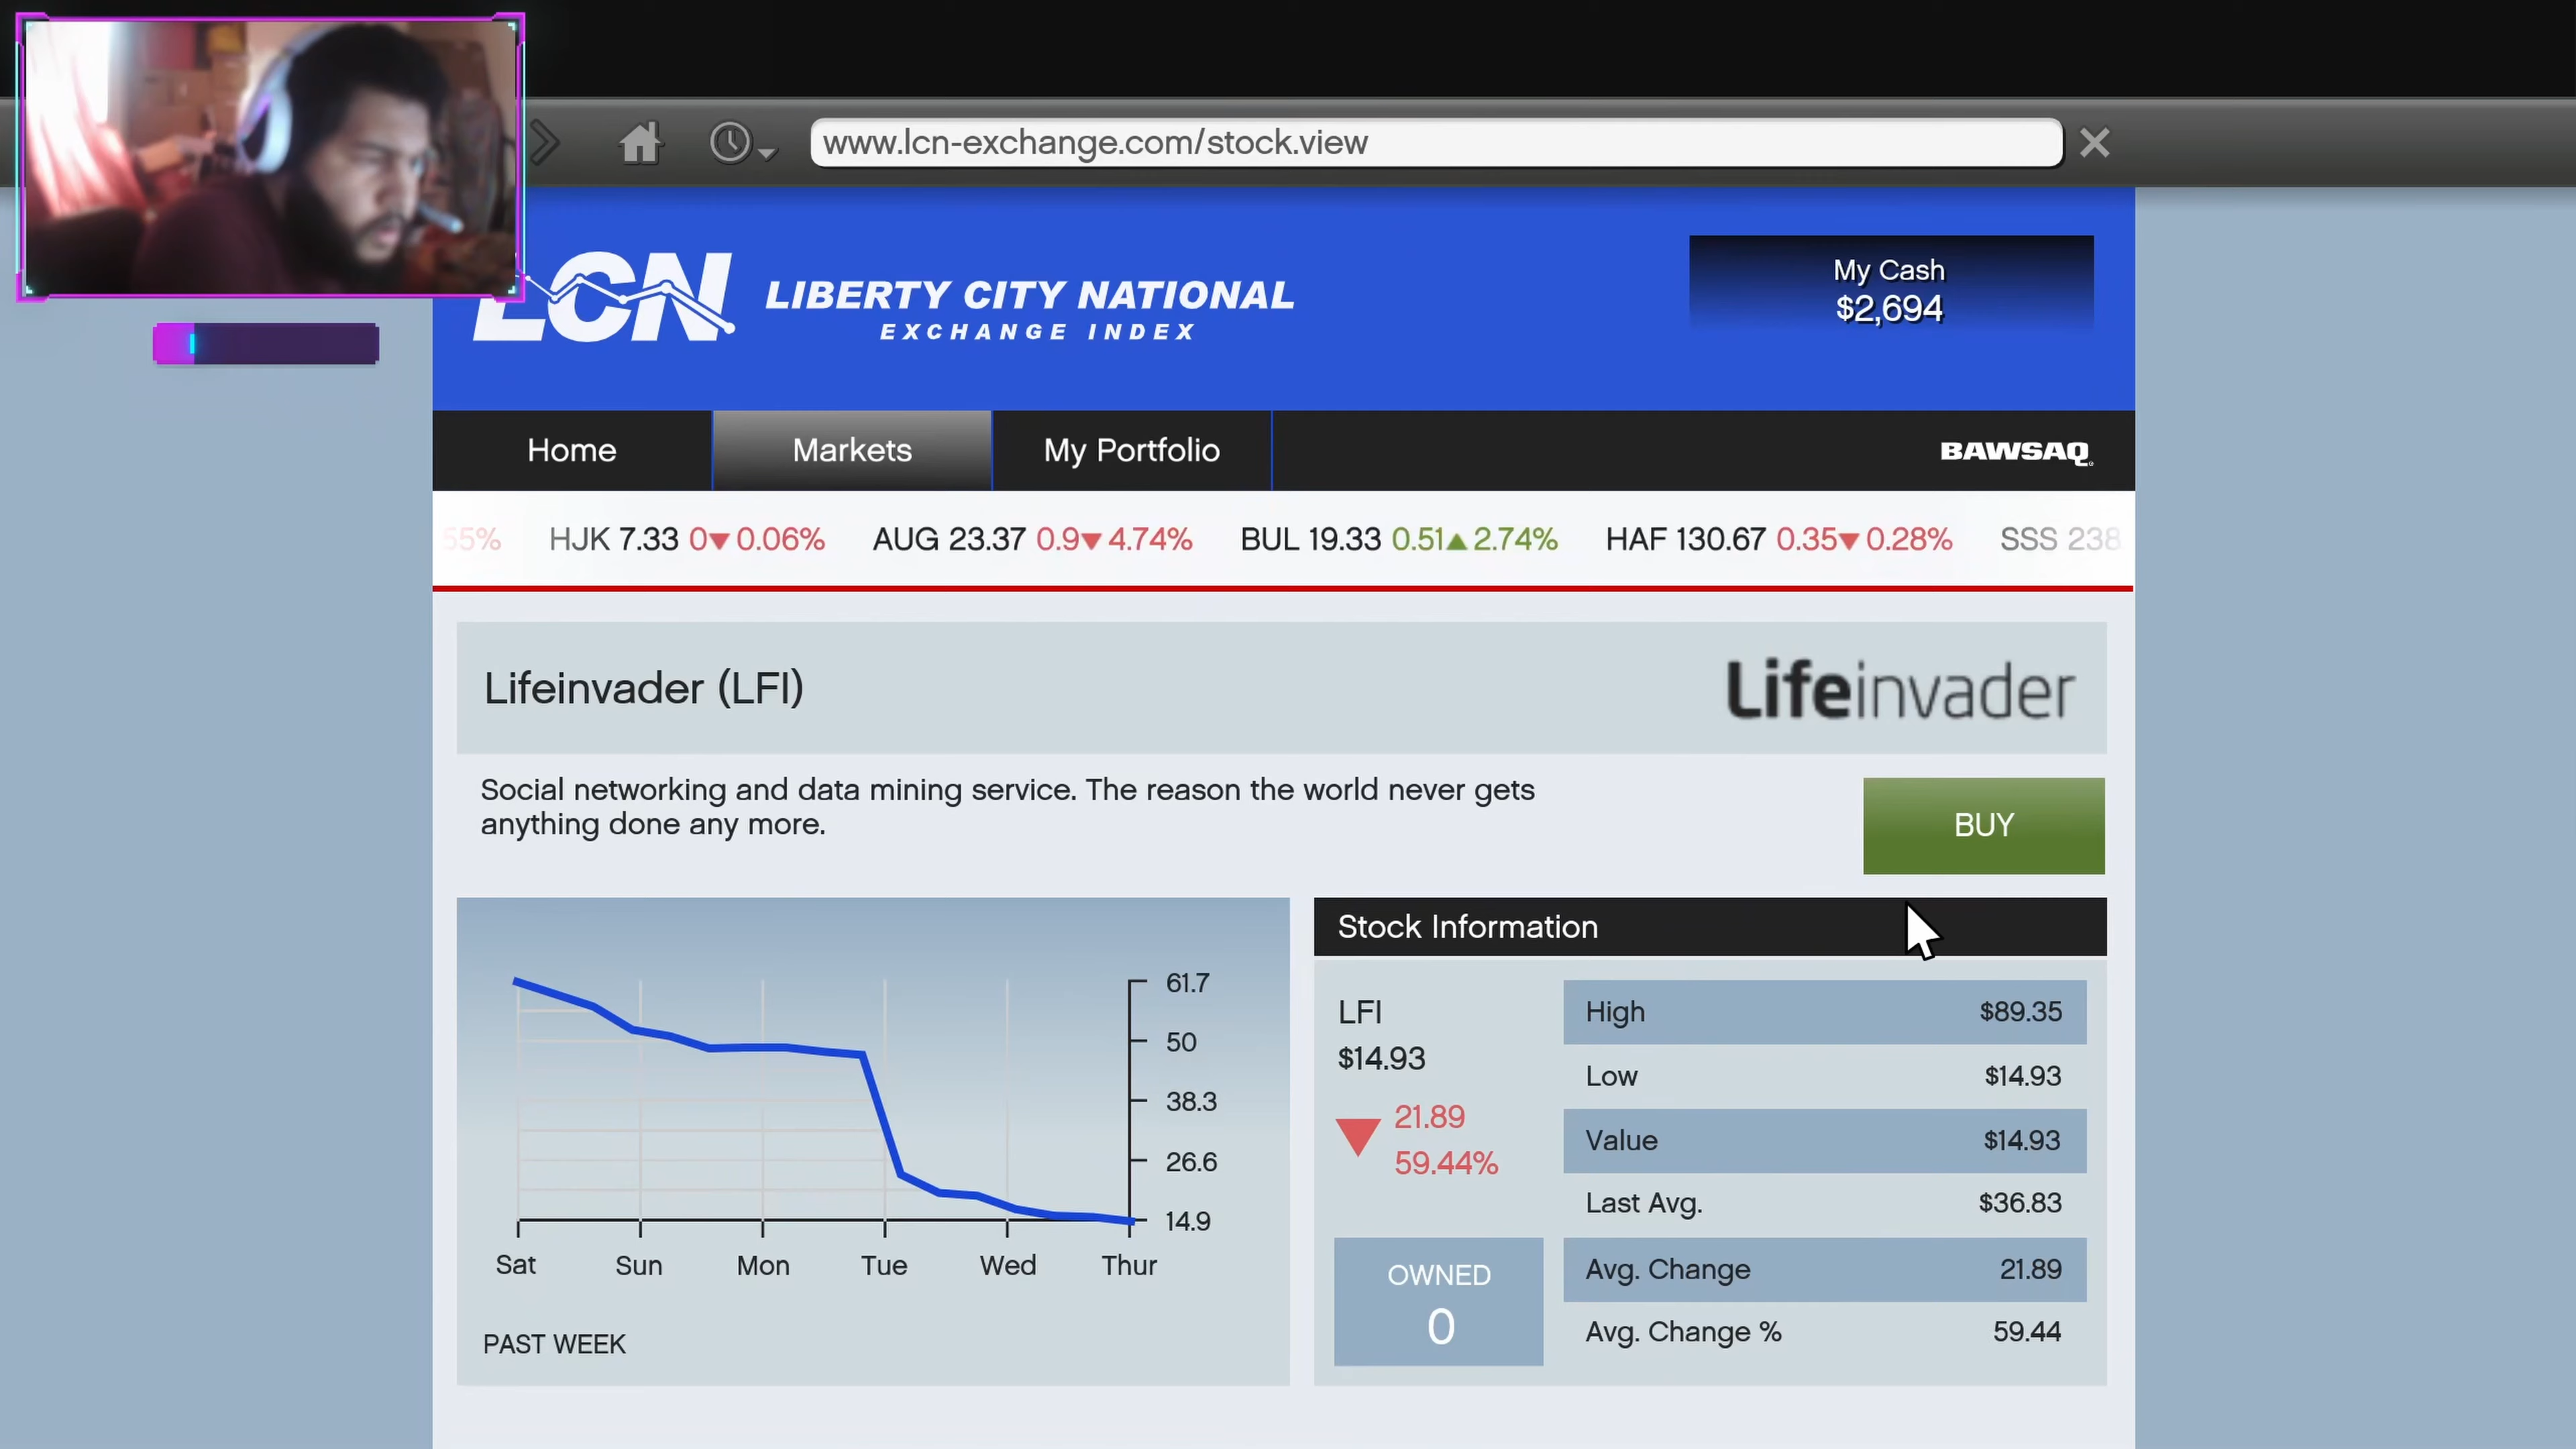 www.lcn-exchange.com/stock.view
LCN
LIBERTY CITY NATIONAL
EXCHANGE INDEX
My Cash
$2,694
Home
Markets
My Portfolio
BAWSAQ
55% HJK 7.33 0▼0.06% AUG 23.37 0.9▼4.74% BUL 19.33 0.51▲2.74% HAF 130.67 0.35▼0.28% SSS 238
Lifeinvader (LFI)
Lifeinvader
Social networking and data mining service. The reason the world never gets
anything done any more.
BUY
61.7
50
38.3
26.6
14.9
Sat Sun Mon Tue Wed Thur
PAST WEEK
Stock Information
LFI
$14.93
▼ 21.89
59.44%
OWNED
0
High $89.35
Low $14.93
Value $14.93
Last Avg. $36.83
Avg. Change 21.89
Avg. Change % 59.44